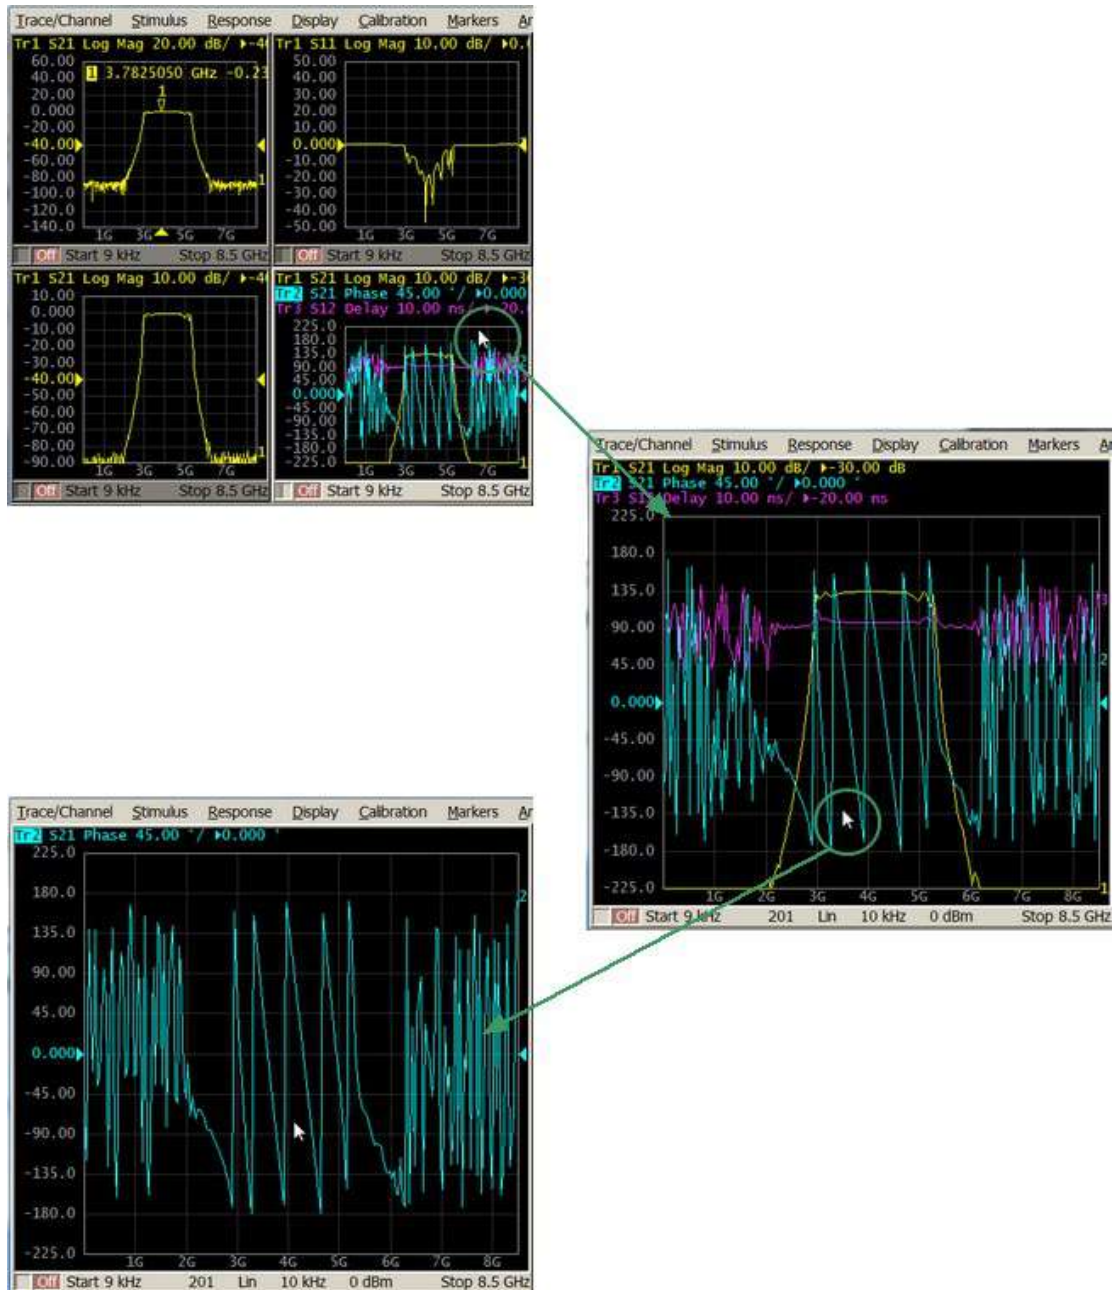 Trace/Channel Stimulus Response Display Calibration Markers
Tr1 S21 Log Mag 20.00 dB/
60.00
40.00
20.00
0.000
-20.00
-40.00
-60.00
-80.00
-100.0
-120.0
-140.0
1 3.7825050 GHz -0.23
1
1
1G 3G 5G 7G
Off Start 9 kHz Stop 8.5 GHz
Tr1 S11 Log Mag 10.00 dB/
50.00
40.00
30.00
20.00
10.00
0.000
-10.00
-20.00
-30.00
-40.00
-50.00
1G 3G 5G 7G
Off Start 9 kHz Stop 8.5 GHz
Tr1 S21 Log Mag 10.00 dB/
10.00
0.000
-10.00
-20.00
-30.00
-40.00
-50.00
-60.00
-70.00
-80.00
-90.00
1
1G 3G 5G 7G
Off Start 9 kHz Stop 8.5 GHz
Tr1 S21 Log Mag 10.00 dB/
Tr2 S21 Phase 45.00 °/ 0.000
Tr3 S12 Delay 10.00 ns/ -20.
225.0
180.0
135.0
90.00
45.00
0.000
-45.00
-90.00
-135.0
-180.0
-225.0
2
1
1G 3G 5G 7G
Off Start 9 kHz Stop 8.5 GHz
Trace/Channel Stimulus Response Display Calibration Markers
Tr1 S21 Log Mag 10.00 dB/ -30.00 dB
Tr2 S21 Phase 45.00 °/ 0.000 °
Tr3 S12 Delay 10.00 ns/ -20.00 ns
225.0
180.0
135.0
90.00
45.00
0.000
-45.00
-90.00
-135.0
-180.0
-225.0
3
2
1
1G 2G 3G 4G 5G 6G 7G 8G
Off Start 9 kHz 201 Lin 10 kHz 0 dBm Stop 8.5 GHz
Trace/Channel Stimulus Response Display Calibration Markers
Tr2 S21 Phase 45.00 °/ 0.000 °
225.0
180.0
135.0
90.00
45.00
0.000
-45.00
-90.00
-135.0
-180.0
-225.0
2
1G 2G 3G 4G 5G 6G 7G 8G
Off Start 9 kHz 201 Lin 10 kHz 0 dBm Stop 8.5 GHz